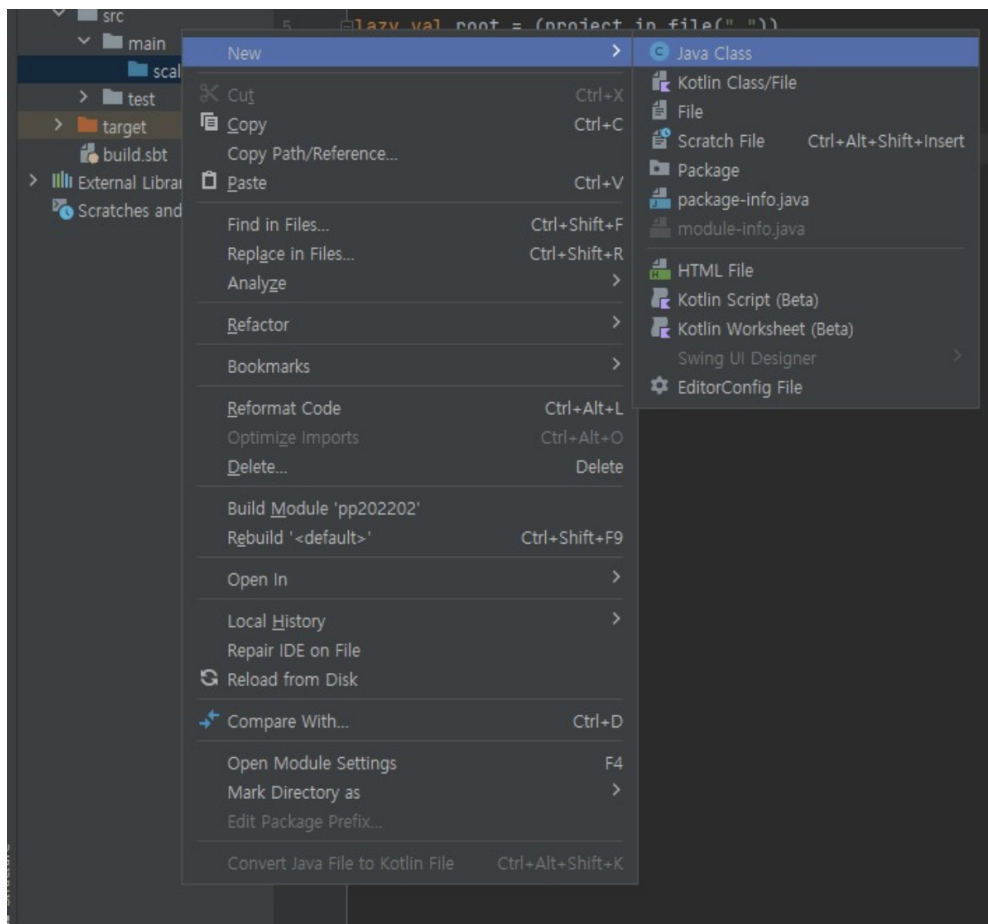 src
5 lazy val root = (project in file("."))
main
scal
test
target
build.sbt
External Librar
Scratches and
New
Cut Ctrl+X
Copy Ctrl+C
Copy Path/Reference...
Paste Ctrl+V
Find in Files... Ctrl+Shift+F
Replace in Files... Ctrl+Shift+R
Analyze
Refactor
Bookmarks
Reformat Code Ctrl+Alt+L
Optimize Imports Ctrl+Alt+O
Delete... Delete
Build Module 'pp202202'
Rebuild '<default>' Ctrl+Shift+F9
Open In
Local History
Repair IDE on File
Reload from Disk
Compare With... Ctrl+D
Open Module Settings F4
Mark Directory as
Edit Package Prefix...
Convert Java File to Kotlin File Ctrl+Alt+Shift+K
Java Class
Kotlin Class/File
File
Scratch File Ctrl+Alt+Shift+Insert
Package
package-info.java
module-info.java
HTML File
Kotlin Script (Beta)
Kotlin Worksheet (Beta)
Swing UI Designer
EditorConfig File